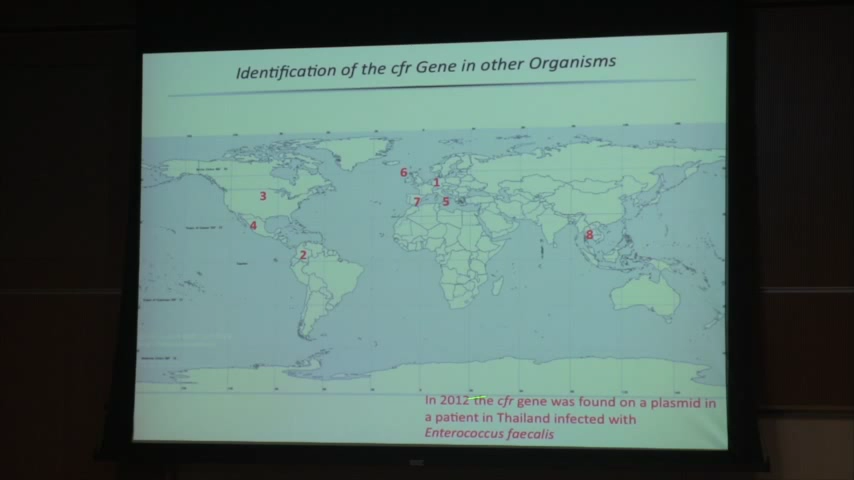 Identification of the cfr Gene in other Organisms
6
1
3
7
5
4
8
2
In 2012 the cfr gene was found on a plasmid in
a patient in Thailand infected with
Enterococcus faecalis